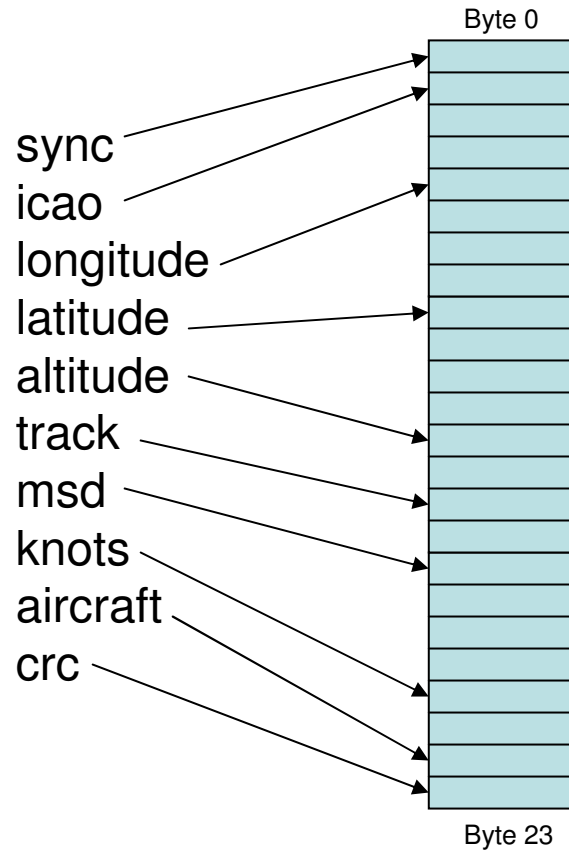 Byte 0
sync
icao
longitude
latitude
altitude
track
msd
knots
aircraft
crc
Byte 23